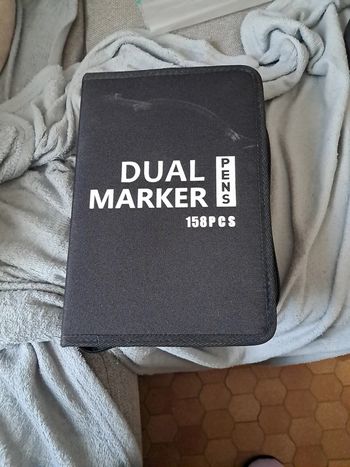 DUAL
MARKER
PENS
158PCS